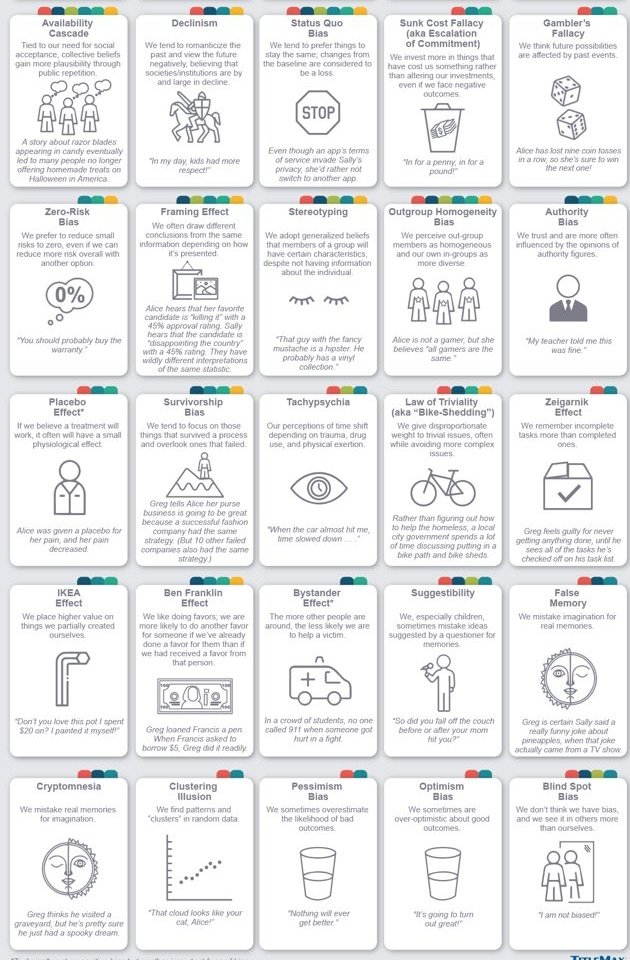 Availability
Cascade
Tied to our need for social
acceptance, collective beliefs
gain more plausibility through
public repetition.
A story about razor blades
appearing in candy eventually
led to many people no longer
offering homemade treats on
Halloween in America.
Declinism
We tend to romanticize the
past and view the future
negatively, believing that
societies/institutions are by
and large in decline.
"In my day, kids had more
respect!"
Status Quo
Bias
We tend to prefer things to
stay the same; changes from
the baseline are considered to
be a loss.
STOP
Even though an app's terms
of service invade Sally's
privacy, she'd rather not
switch to another app.
Sunk Cost Fallacy
(aka Escalation
of Commitment)
We invest more in things that
have cost us something rather
than altering our investments,
even if we face negative
outcomes.
"In for a penny, in for a
pound!"
Gambler's
Fallacy
We think future possibilities
are affected by past events.
Alice has lost nine coin tosses
in a row, so she's sure to win
the next one!
Zero-Risk
Bias
We prefer to reduce small
risks to zero, even if we can
reduce more risk overall with
another option.
0%
"You should probably buy the
warranty."
Framing Effect
We often draw different
conclusions from the same
information depending on how
it's presented.
Alice hears that her favorite
candidate is "killing it" with a
45% approval rating. Sally
hears that the candidate is
"disappointing the country"
with a 45% rating. They have
wildly different interpretations
of the same statistic.
Stereotyping
We adopt generalized beliefs
that members of a group will
have certain characteristics,
despite not having information
about the individual.
"That guy with the fancy
mustache is a hipster. He
probably has a vinyl
collection."
Outgroup Homogeneity
Bias
We perceive out-group
members as homogeneous
and our own in-groups as
more diverse.
Alice is not a gamer, but she
believes "all gamers are the
same."
Authority
Bias
We trust and are more often
influenced by the opinions of
authority figures.
"My teacher told me this
was fine."
Placebo
Effect*
If we believe a treatment will
work, it often will have a small
physiological effect.
Alice was given a placebo for
her pain, and her pain
decreased.
Survivorship
Bias
We tend to focus on those
things that survived a process
and overlook ones that failed.
Greg tells Alice her purse
business is going to be great
because a successful fashion
company had the same
strategy. (But 10 other failed
companies also had the same
strategy.)
Tachypsychia
Our perceptions of time shift
depending on trauma, drug
use, and physical exertion.
"When the car almost hit me,
time slowed down . . . ."
Law of Triviality
(aka "Bike-Shedding")
We give disproportionate
weight to trivial issues, often
while avoiding more complex
issues.
Rather than figuring out how
to help the homeless, a local
city government spends a
lot of time discussing putting in a
bike path and bike sheds.
Zeigarnik
Effect
We remember incomplete
tasks more than completed
ones.
Greg feels guilty for never
getting anything done, until he
sees all of the tasks he's
checked off on his task list.
IKEA
Effect
We place higher value on
things we partially created
ourselves.
"Don't you love this pot I spent
$20 on? I painted it myself!"
Ben Franklin
Effect
We like doing favors; we are
more likely to do another favor
for someone if we've already
done a favor for them than if
we had received a favor from
that person.
Greg loaned Francis a pen.
When Francis asked to
borrow $5, Greg did it readily.
Bystander
Effect*
The more other people are
around, the less likely we are
to help a victim.
In a crowd of students, no one
called 911 when someone got
hurt in a fight.
Suggestibility
We, especially children,
sometimes mistake ideas
suggested by a questioner for
memories.
"So did you fall off the couch
before or after your mom
hit you?"
False
Memory
We mistake imagination for
real memories.
Greg is certain Sally said a
really funny joke about
pineapples, when that joke
actually came from a TV show.
Cryptomnesia
We mistake real memories
for imagination.
Greg thinks he visited a
graveyard, but he's pretty sure
he just had a spooky dream.
Clustering
Illusion
We find patterns and
"clusters" in random data.
"That cloud looks like your
cat, Alice!"
Pessimism
Bias
We sometimes overestimate
the likelihood of bad
outcomes.
"Nothing will ever
get better."
Optimism
Bias
We sometimes are
over-optimistic about good
outcomes.
"It's going to turn
out great!"
Blind Spot
Bias
We don't think we have bias,
and we see it in others more
than ourselves.
"I am not biased!"
TITLEMAX